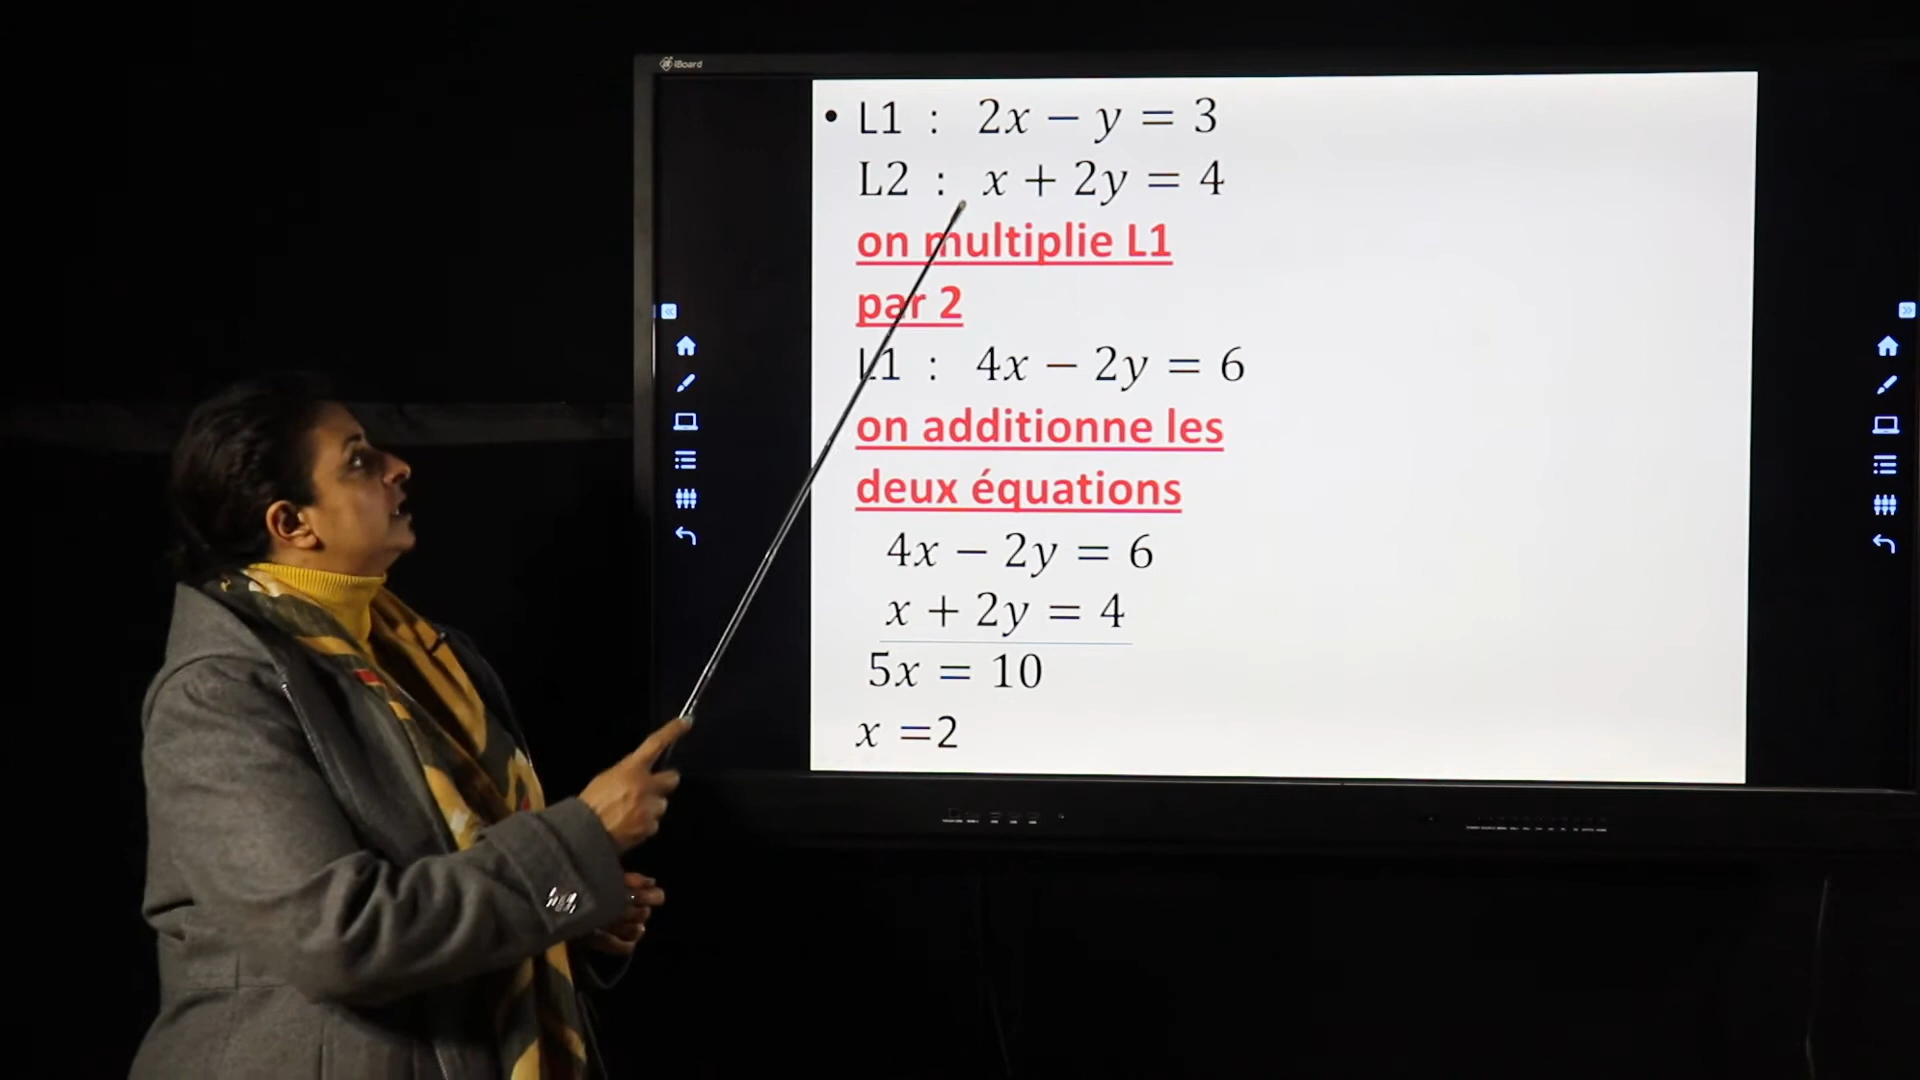 iBoard
• L1 : 2x − y = 3
L2 : x + 2y = 4
on multiplie L1
par 2
L1 : 4x − 2y = 6
on additionne les
deux équations
4x − 2y = 6
x + 2y = 4
5x = 10
x =2